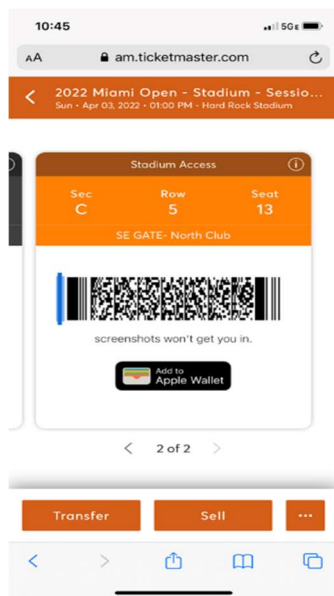 10:45
5GE
AA am.ticketmaster.com
2022 Miami Open - Stadium - Sessio...
Sun • Apr 03, 2022 • 01:00 PM • Hard Rock Stadium
Stadium Access
Sec Row Seat
C 5 13
SE GATE- North Club
screenshots won't get you in.
Add to
Apple Wallet
2 of 2
Transfer Sell